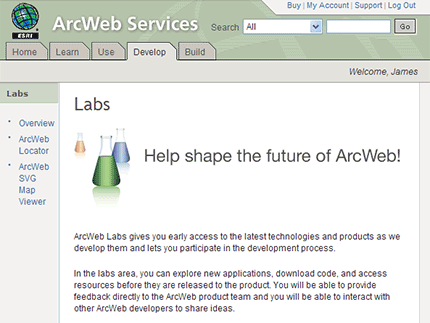 Buy | My Account | Support | Log Out
ESRI
ArcWeb Services
Search All Go
Home Learn Use Develop Build
Welcome, James
Labs
Overview
ArcWeb
Locator
ArcWeb
SVG
Map
Viewer
Labs
Help shape the future of ArcWeb!
ArcWeb Labs gives you early access to the latest technologies and products as we
develop them and lets you participate in the development process.
In the labs area, you can explore new applications, download code, and access
resources before they are released to the product. You will be able to provide
feedback directly to the ArcWeb product team and you will be able to interact with
other ArcWeb developers to share ideas.